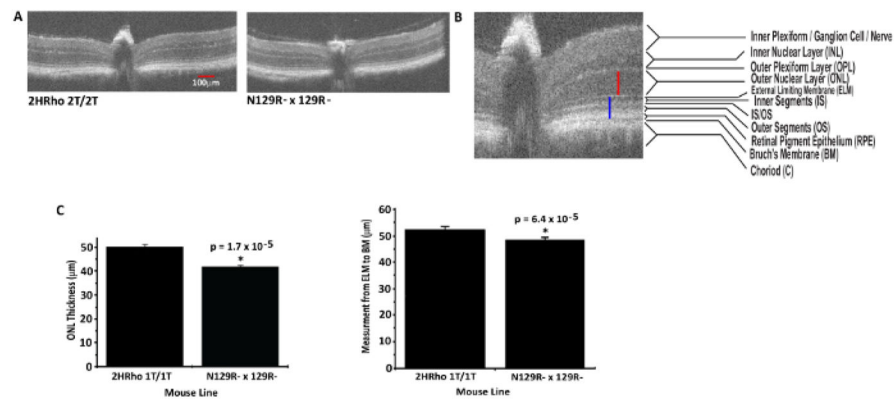 A
100μm
2HRho 2T/2T
N129R- x 129R-
B
Inner Plexiform / Ganglion Cell / Nerve
Inner Nuclear Layer (INL)
Outer Plexiform Layer (OPL)
Outer Nuclear Layer (ONL)
External Limiting Membrane (ELM)
Inner Segments (IS)
IS/OS
Outer Segments (OS)
Retinal Pigment Epithelium (RPE)
Bruch's Membrane (BM)
Choriod (C)
C
ONL Thickness (μm)
50
40
30
20
10
0
p = 1.7 x 10-5
*
2HRho 1T/1T
N129R- x 129R-
Mouse Line
Measurment from ELM to BM (μm)
60
50
40
30
20
10
0
p = 6.4 x 10-5
*
2HRho 1T/1T
N129R- x 129R-
Mouse Line